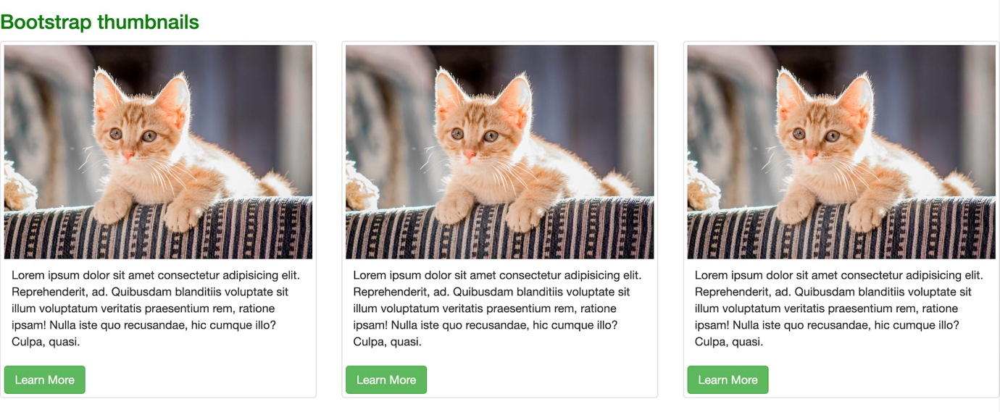 Bootstrap thumbnails
Lorem ipsum dolor sit amet consectetur adipisicing elit.
Reprehenderit, ad. Quibusdam blanditiis voluptate sit
illum voluptatum veritatis praesentium rem, ratione
ipsam! Nulla iste quo recusandae, hic cumque illo?
Culpa, quasi.
Learn More
Lorem ipsum dolor sit amet consectetur adipisicing elit.
Reprehenderit, ad. Quibusdam blanditiis voluptate sit
illum voluptatum veritatis praesentium rem, ratione
ipsam! Nulla iste quo recusandae, hic cumque illo?
Culpa, quasi.
Learn More
Lorem ipsum dolor sit amet consectetur adipisicing elit.
Reprehenderit, ad. Quibusdam blanditiis voluptate sit
illum voluptatum veritatis praesentium rem, ratione
ipsam! Nulla iste quo recusandae, hic cumque illo?
Culpa, quasi.
Learn More